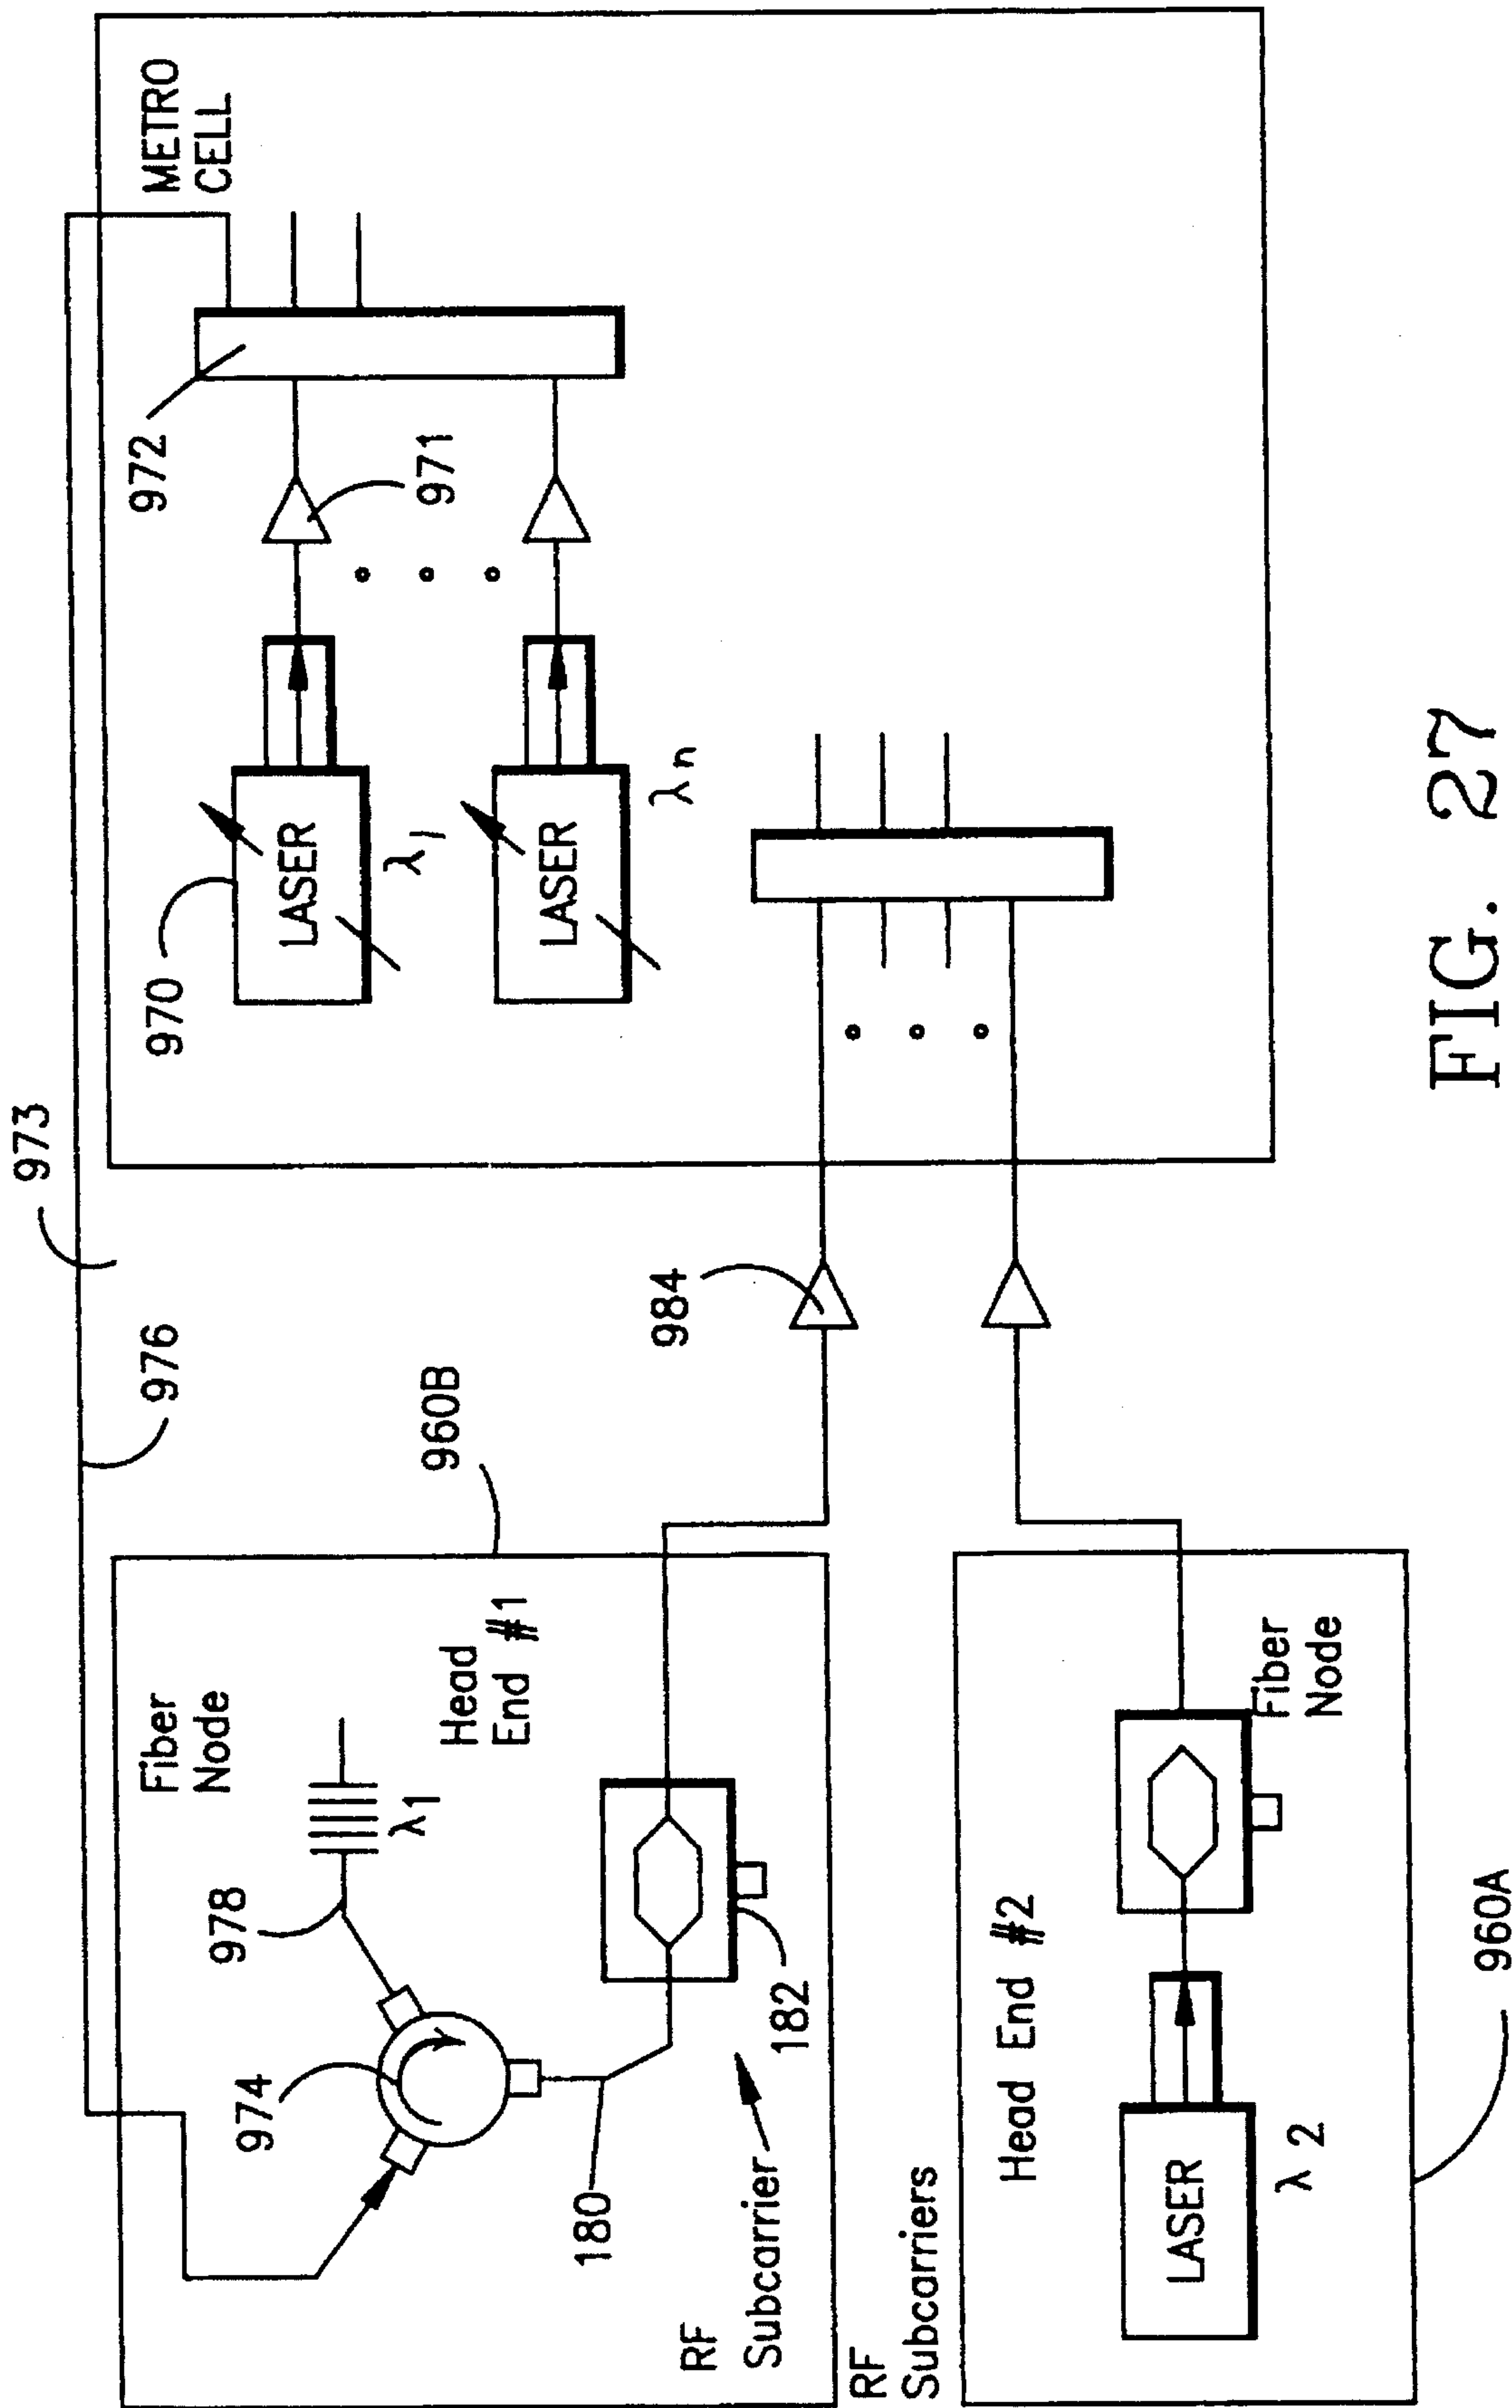 973
976
METRO
CELL
972
971
970
LASER
λ1
LASER
λn
984
960B
Fiber
Node
978
λ1
Head
End #1
974
180
182
RF
Subcarrier
RF
Subcarriers
Head End #2
LASER
λ2
Fiber
Node
960A
FIG. 27